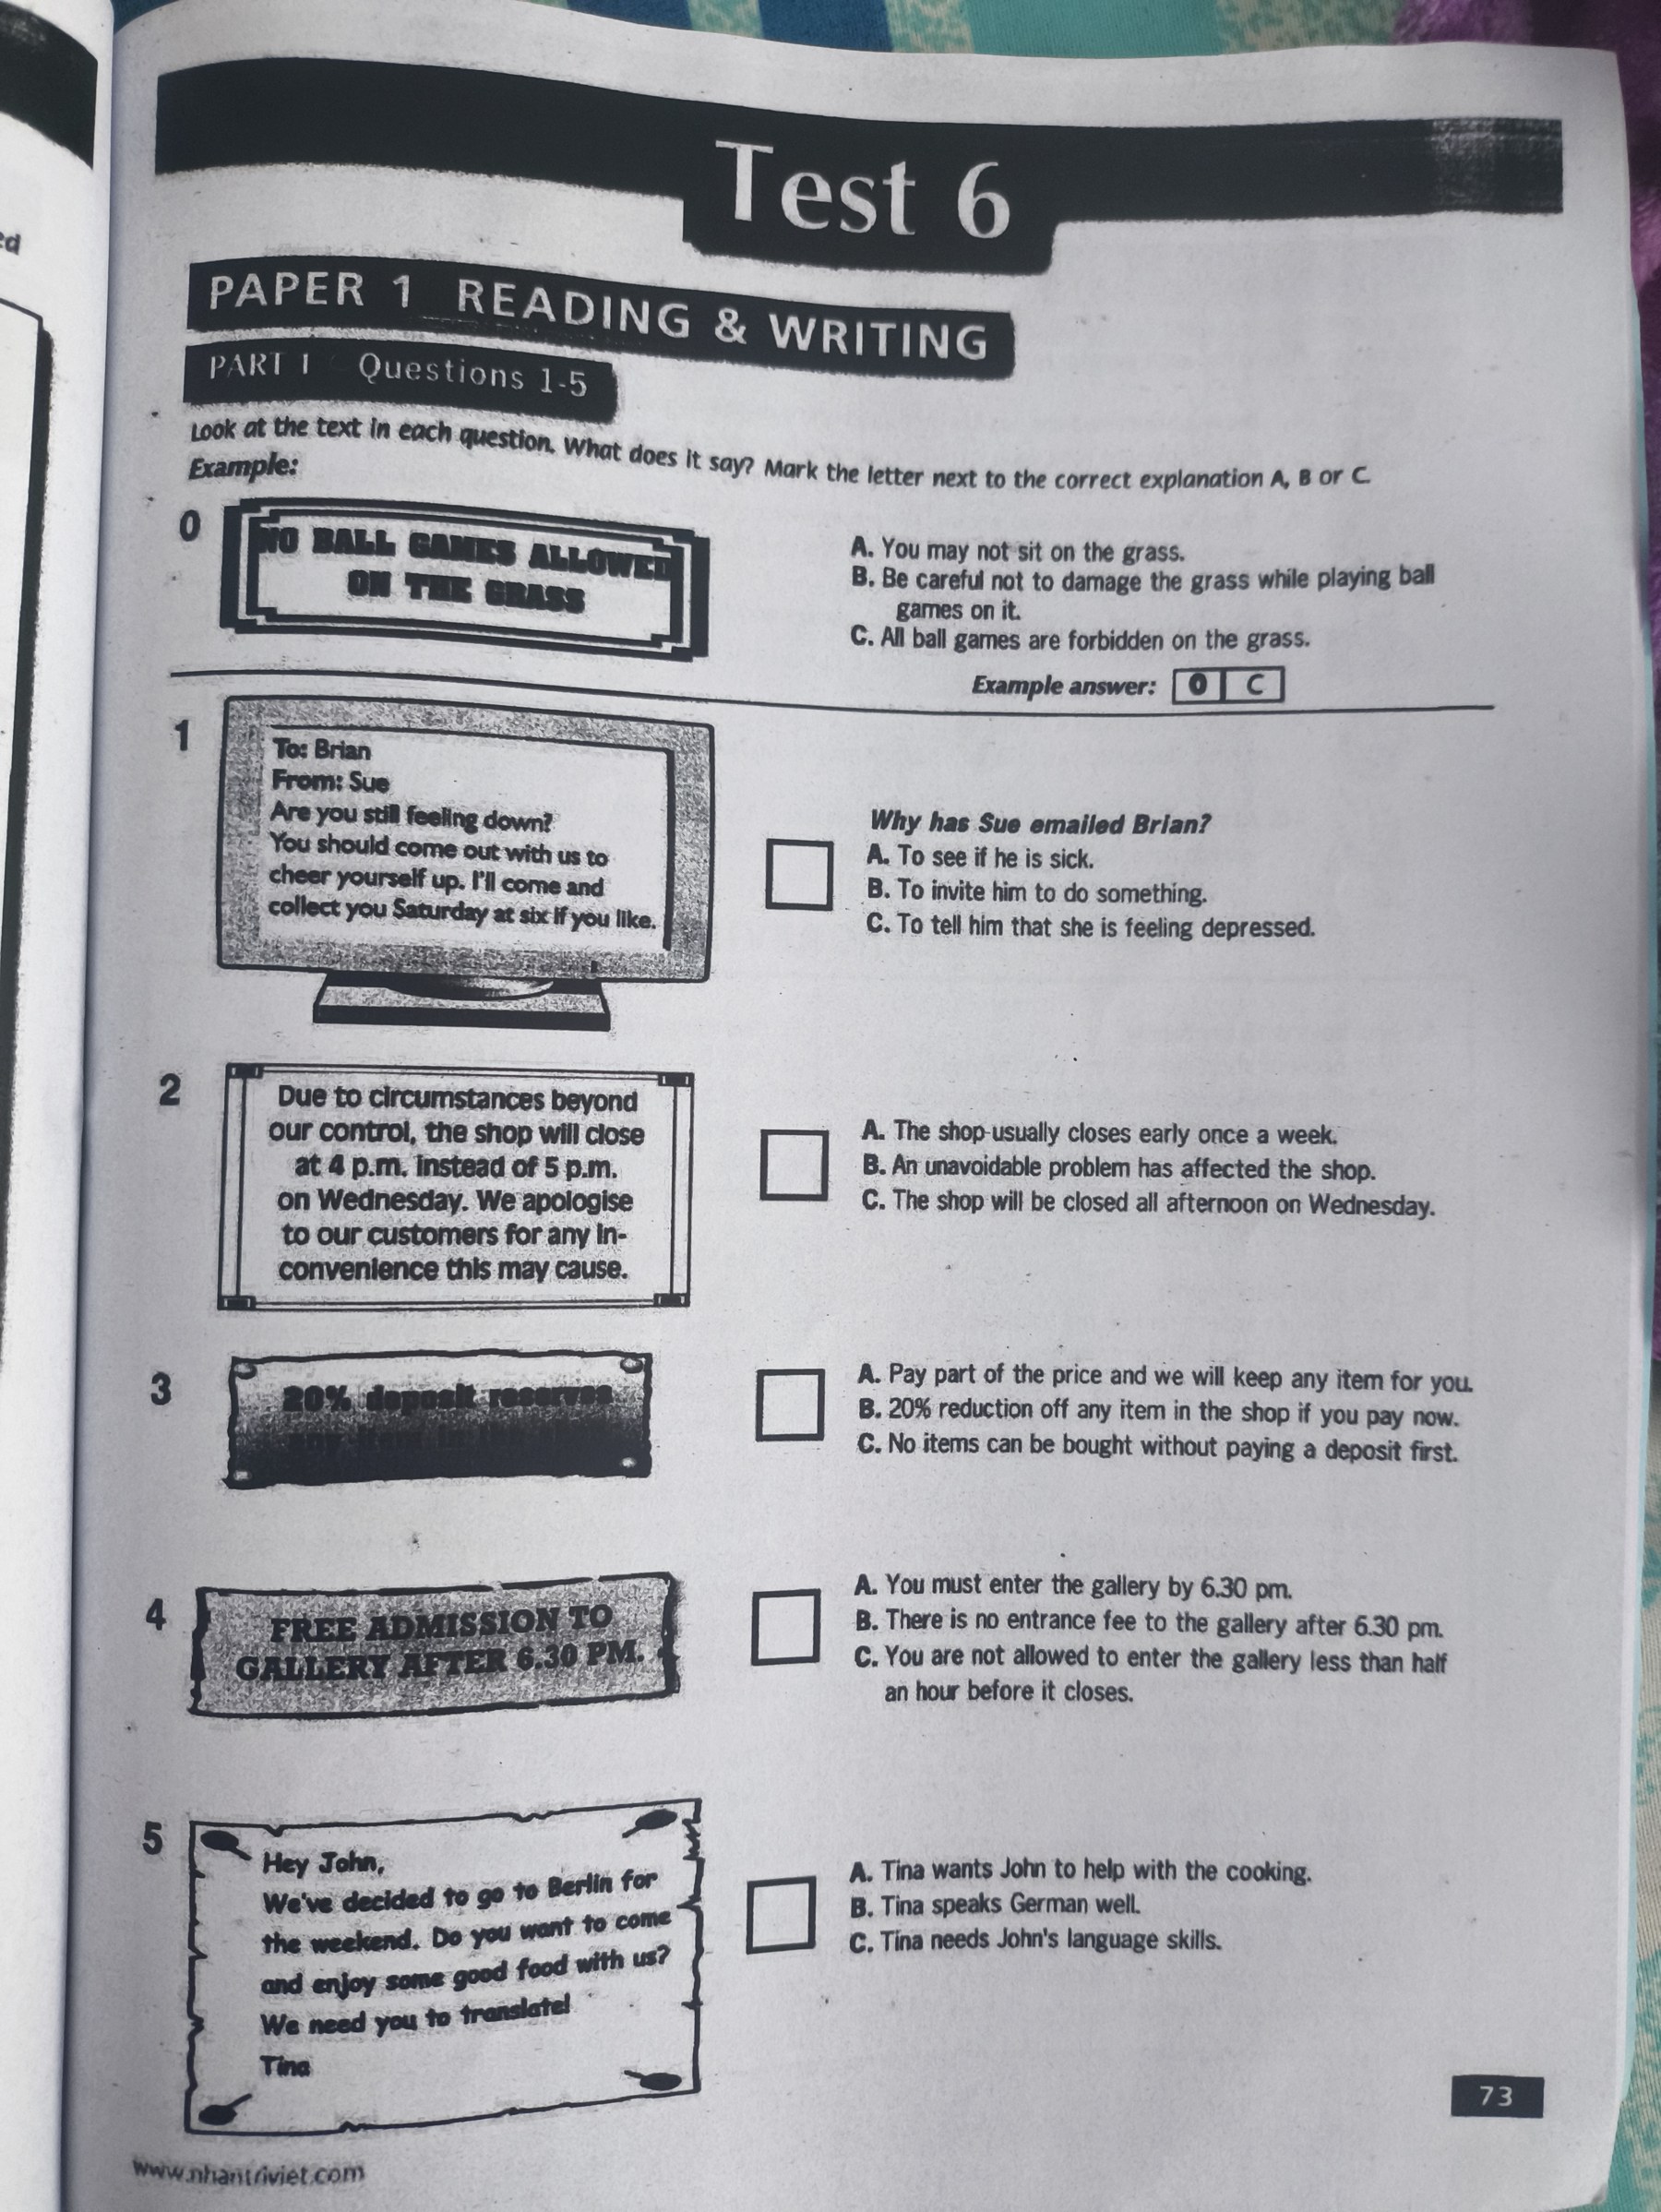 ed
Test 6
PAPER 1 READING & WRITING
PART 1 Questions 1-5
Look at the text in each question. What does it say? Mark the letter next to the correct explanation A, B or C.
Example:
0
NO BALL GAMES ALLOWED
ON THE GRASS
A. You may not sit on the grass.
B. Be careful not to damage the grass while playing ball
games on it.
C. All ball games are forbidden on the grass.
Example answer: 0 C
1
To: Brian
From: Sue
Are you still feeling down?
You should come out with us to
cheer yourself up. I'll come and
collect you Saturday at six if you like.
Why has Sue emailed Brian?
A. To see if he is sick.
B. To invite him to do something.
C. To tell him that she is feeling depressed.
2
Due to circumstances beyond
our control, the shop will close
at 4 p.m. instead of 5 p.m.
on Wednesday. We apologise
to our customers for any in-
convenience this may cause.
A. The shop usually closes early once a week.
B. An unavoidable problem has affected the shop.
C. The shop will be closed all afternoon on Wednesday.
3
20% deposit reserves
any item in
A. Pay part of the price and we will keep any item for you.
B. 20% reduction off any item in the shop if you pay now.
C. No items can be bought without paying a deposit first.
4
FREE ADMISSION TO
GALLERY AFTER 6.30 PM.
A. You must enter the gallery by 6.30 pm.
B. There is no entrance fee to the gallery after 6.30 pm.
C. You are not allowed to enter the gallery less than half
an hour before it closes.
5
Hey John,
We've decided to go to Berlin for
the weekend. Do you want to come
and enjoy some good food with us?
We need you to translate!
Tina
A. Tina wants John to help with the cooking.
B. Tina speaks German well.
C. Tina needs John's language skills.
73
www.nhantriviet.com